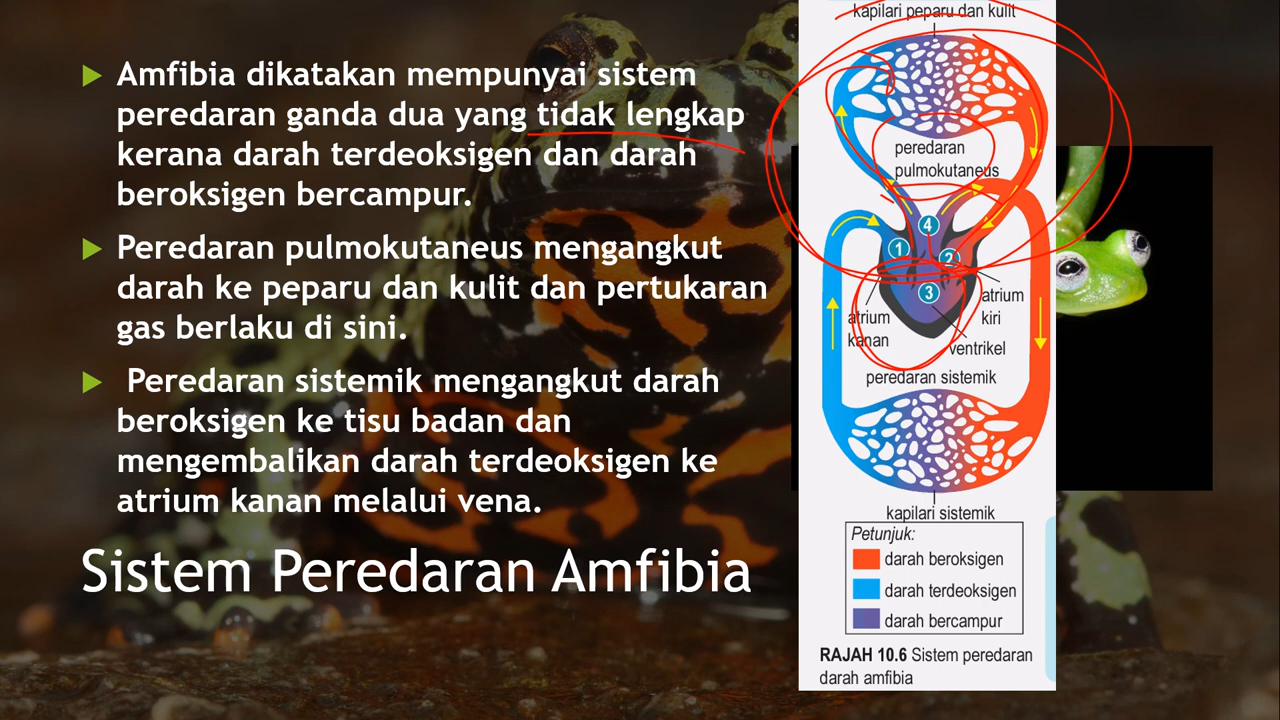 Amfibia dikatakan mempunyai sistem
peredaran ganda dua yang tidak lengkap
kerana darah terdeoksigen dan darah
beroksigen bercampur.
Peredaran pulmokutaneus mengangkut
darah ke peparu dan kulit dan pertukaran
gas berlaku di sini.
Peredaran sistemik mengangkut darah
beroksigen ke tisu badan dan
mengembalikan darah terdeoksigen ke
atrium kanan melalui vena.
Sistem Peredaran Amfibia
kapilari peparu dan kulit
peredaran
pulmokutaneus
4
1
2
3
atrium
kanan
atrium
kiri
ventrikel
peredaran sistemik
kapilari sistemik
Petunjuk:
darah beroksigen
darah terdeoksigen
darah bercampur
RAJAH 10.6 Sistem peredaran
darah amfibia